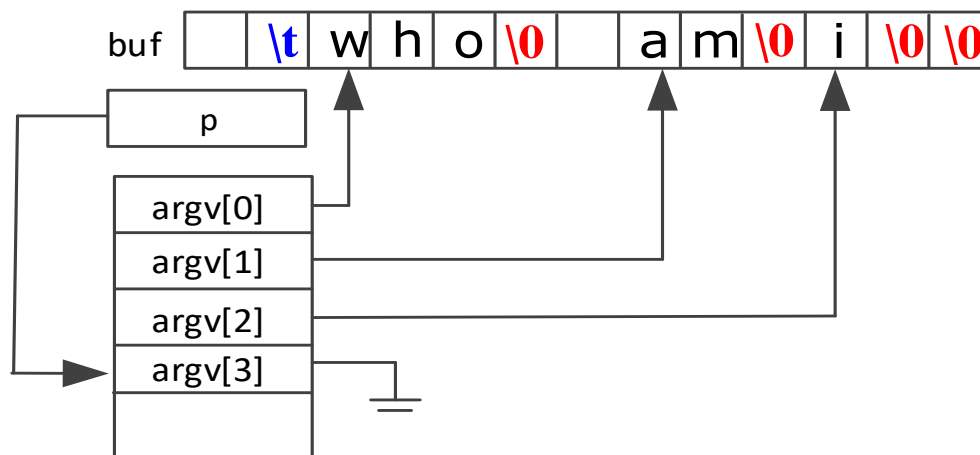 buf \t w h o \0 a m \0 i \0 \0
p
argv[0]
argv[1]
argv[2]
argv[3]